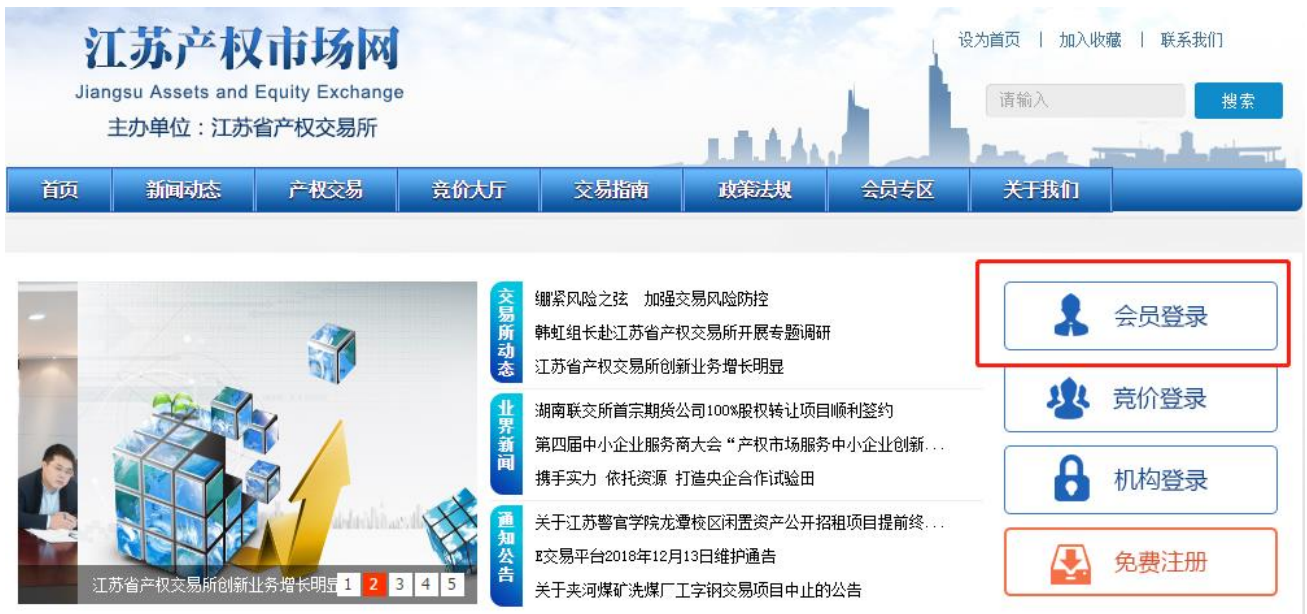 江苏产权市场网
Jiangsu Assets and Equity Exchange
主办单位：江苏省产权交易所
设为首页 | 加入收藏 | 联系我们
请输入 搜索
首页 新闻动态 产权交易 竞价大厅 交易指南 政策法规 会员专区 关于我们
交易所动态
绷紧风险之弦 加强交易风险防控
韩虹组长赴江苏省产权交易所开展专题调研
江苏省产权交易所创新业务增长明显
业界新闻
湖南联交所首宗期货公司100%股权转让项目顺利签约
第四届中小企业服务商大会“产权市场服务中小企业创新...
携手实力 依托资源 打造央企合作试验田
通知公告
关于江苏警官学院龙潭校区闲置资产公开招租项目提前终...
E交易平台2018年12月13日维护通告
关于夹河煤矿洗煤厂工字钢交易项目中止的公告
江苏省产权交易所创新业务增长明显 1 2 3 4 5
会员登录
竞价登录
机构登录
免费注册